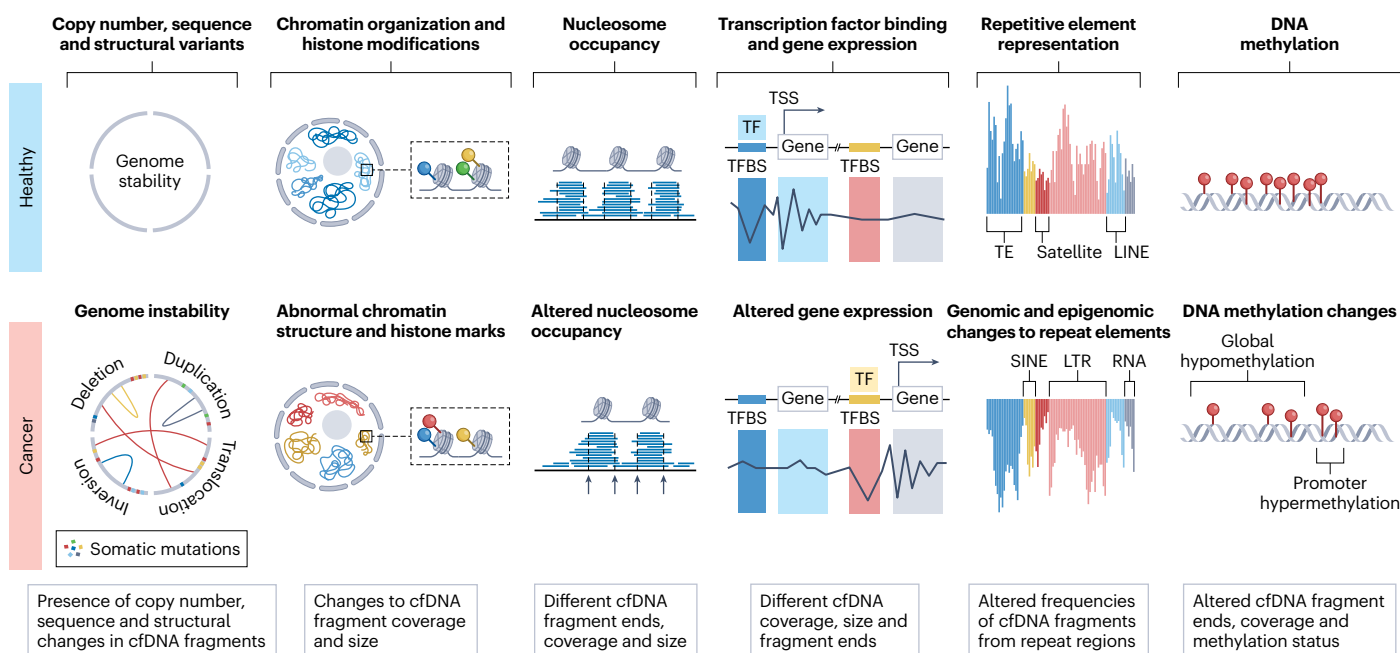 Copy number, sequence
and structural variants
Chromatin organization and
histone modifications
Nucleosome
occupancy
Transcription factor binding
and gene expression
Repetitive element
representation
DNA
methylation
Healthy
Genome
stability
TSS
TF
Gene
Gene
TFBS
TFBS
TE
Satellite
LINE
Cancer
Genome instability
Deletion
Duplication
Inversion
Translocation
Somatic mutations
Abnormal chromatin
structure and histone marks
Altered nucleosome
occupancy
Altered gene expression
TSS
TF
Gene
Gene
TFBS
TFBS
Genomic and epigenomic
changes to repeat elements
SINE
LTR
RNA
DNA methylation changes
Global
hypomethylation
Promoter
hypermethylation
Presence of copy number,
sequence and structural
changes in cfDNA fragments
Changes to cfDNA
fragment coverage
and size
Different cfDNA
fragment ends,
coverage and size
Different cfDNA
coverage, size and
fragment ends
Altered frequencies
of cfDNA fragments
from repeat regions
Altered cfDNA fragment
ends, coverage and
methylation status